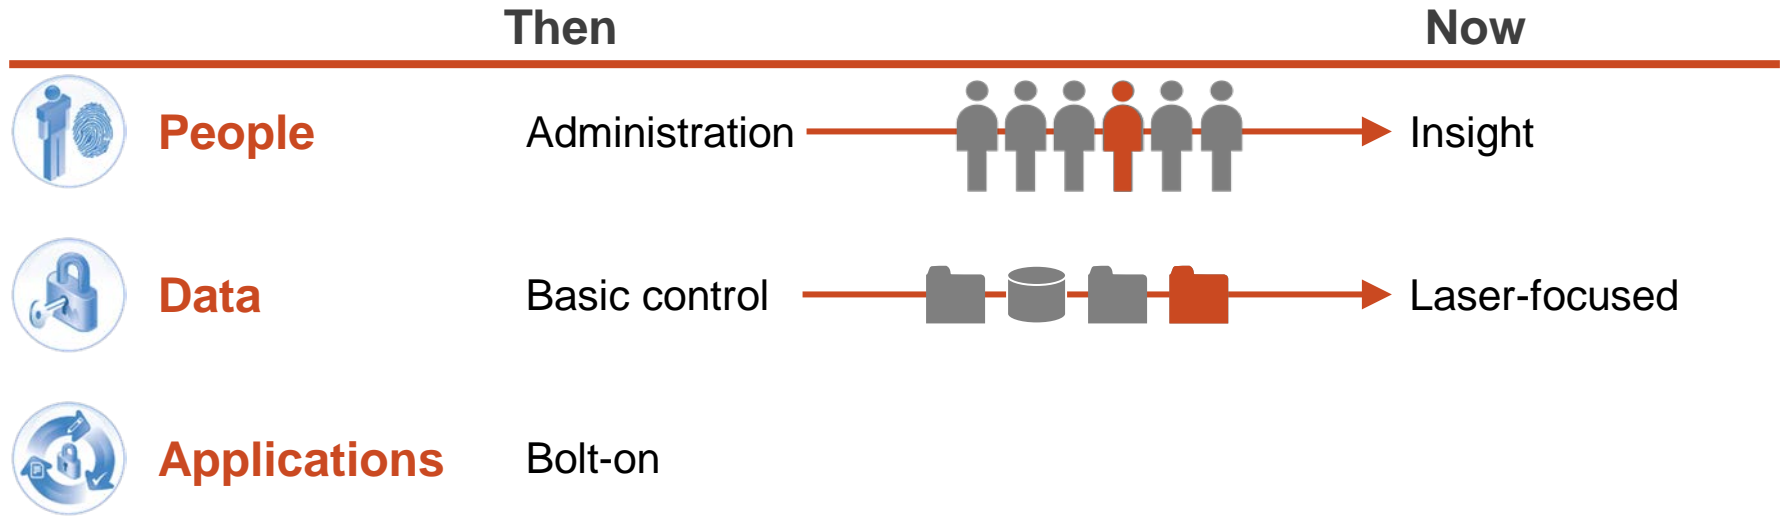 Then Now
People Administration Insight
Data Basic control Laser-focused
Applications Bolt-on